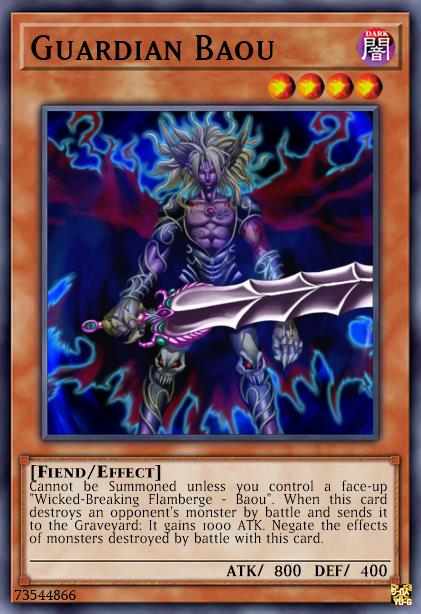 Guardian Baou
DARK
闇
[Fiend/Effect]
Cannot be Summoned unless you control a face-up
"Wicked-Breaking Flamberge - Baou". When this card
destroys an opponent's monster by battle and sends it
to the Graveyard: It gains 1000 ATK. Negate the effects
of monsters destroyed by battle with this card.
ATK/ 800 DEF/ 400
73544866